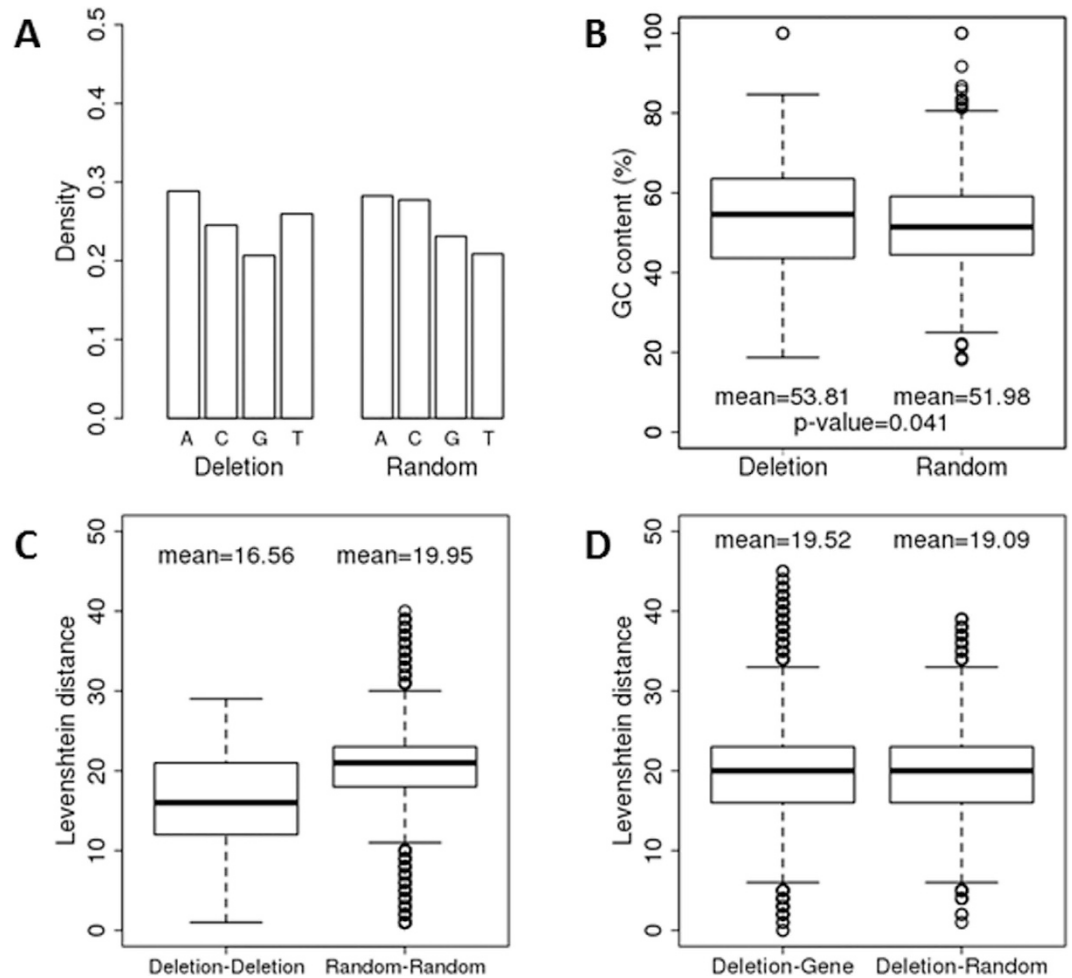 A
0.5
0.4
0.3
0.2
0.1
0.0
Density
A C G T A C G T
Deletion Random
B
100
80
60
40
20
0
GC content (%)
mean=53.81 mean=51.98
p-value=0.041
Deletion Random
C
50
40
30
20
10
0
Levenshtein distance
mean=16.56 mean=19.95
Deletion-Deletion Random-Random
D
50
40
30
20
10
0
Levenshtein distance
mean=19.52 mean=19.09
Deletion-Gene Deletion-Random